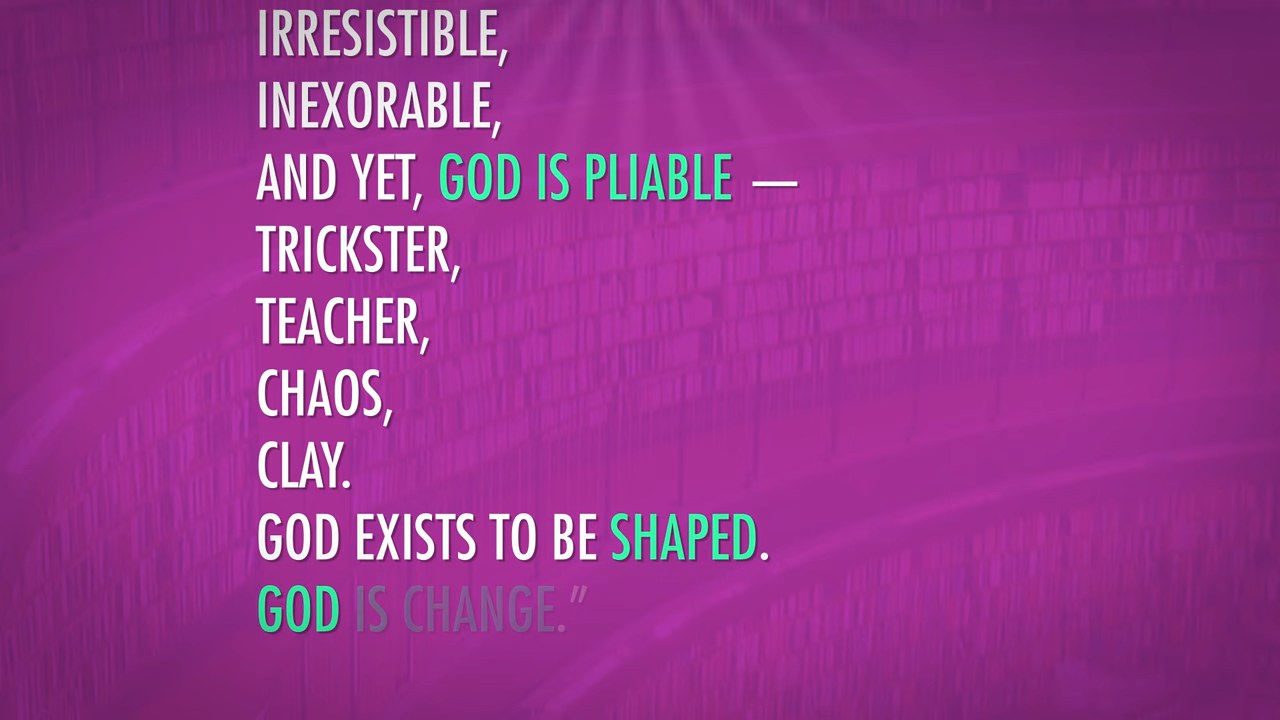 IRRESISTIBLE,
INEXORABLE,
AND YET, GOD IS PLIABLE —
TRICKSTER,
TEACHER,
CHAOS,
CLAY.
GOD EXISTS TO BE SHAPED.
GOD IS CHANGE.”